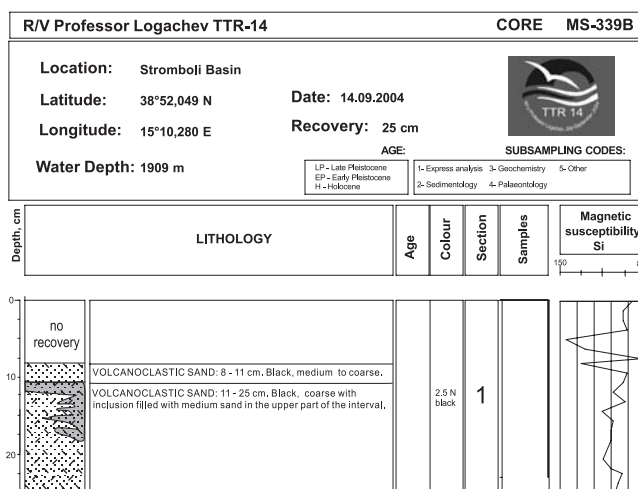 R/V Professor Logachev TTR-14 CORE MS-339B
Location: Stromboli Basin
Latitude: 38°52,049 N Date: 14.09.2004
Longitude: 15°10,280 E Recovery: 25 cm
Water Depth: 1909 m
TTR 14
AGE: SUBSAMPLING CODES:
LP - Late Pleistocene
EP - Early Pleistocene
H - Holocene
1- Express analysis 3- Geochemistry 5- Other
2- Sedimentology 4- Palaeontology
Depth, cm
LITHOLOGY
Age
Colour
Section
Samples
Magnetic
susceptibility
Si
150
0
no
recovery
VOLCANOCLASTIC SAND: 8 - 11 cm. Black, medium to coarse.
10
VOLCANOCLASTIC SAND: 11 - 25 cm. Black, coarse with
inclusion filled with medium sand in the upper part of the interval.
2.5 N
black
1
20